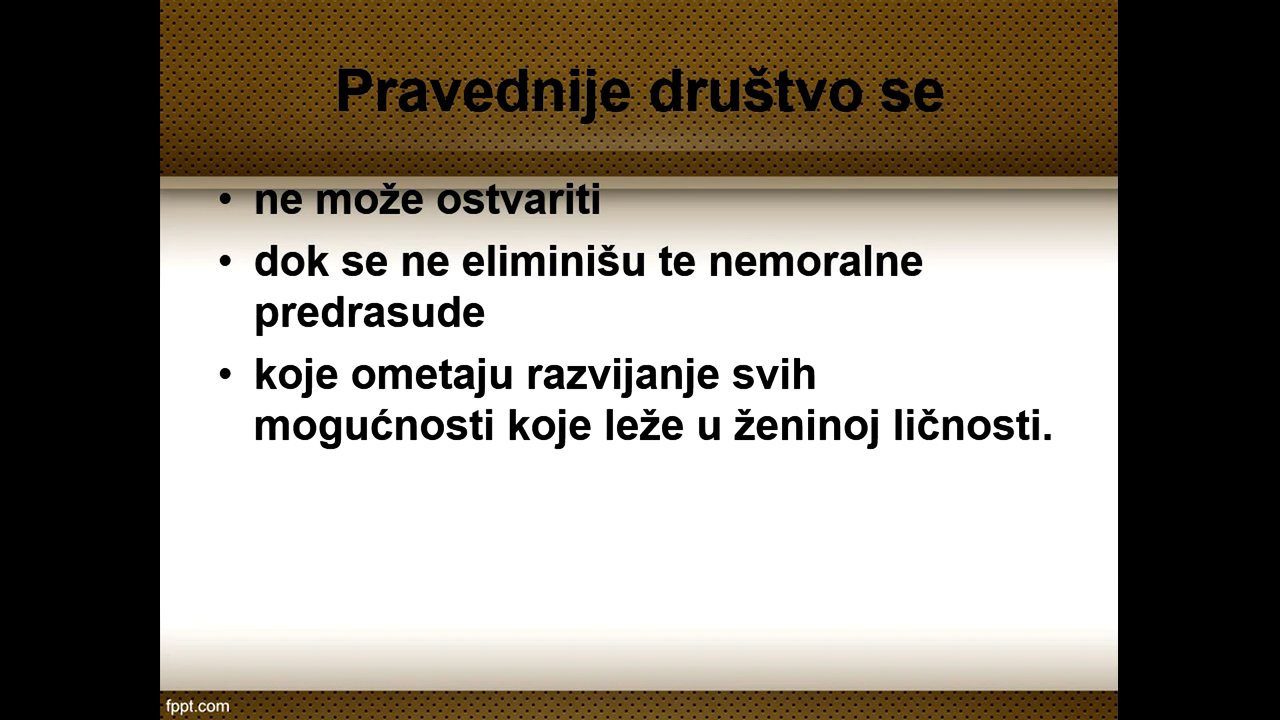 Pravednije društvo se
• ne može ostvariti
• dok se ne eliminišu te nemoralne
predrasude
• koje ometaju razvijanje svih
mogućnosti koje leže u ženinoj ličnosti.
fppt.com